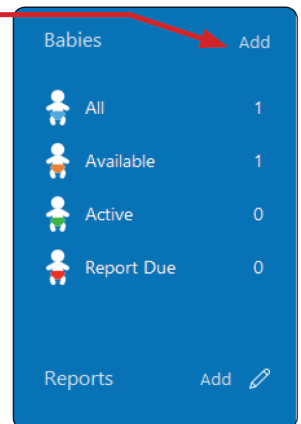 Babies Add
All 1
Available 1
Active 0
Report Due 0
Reports Add